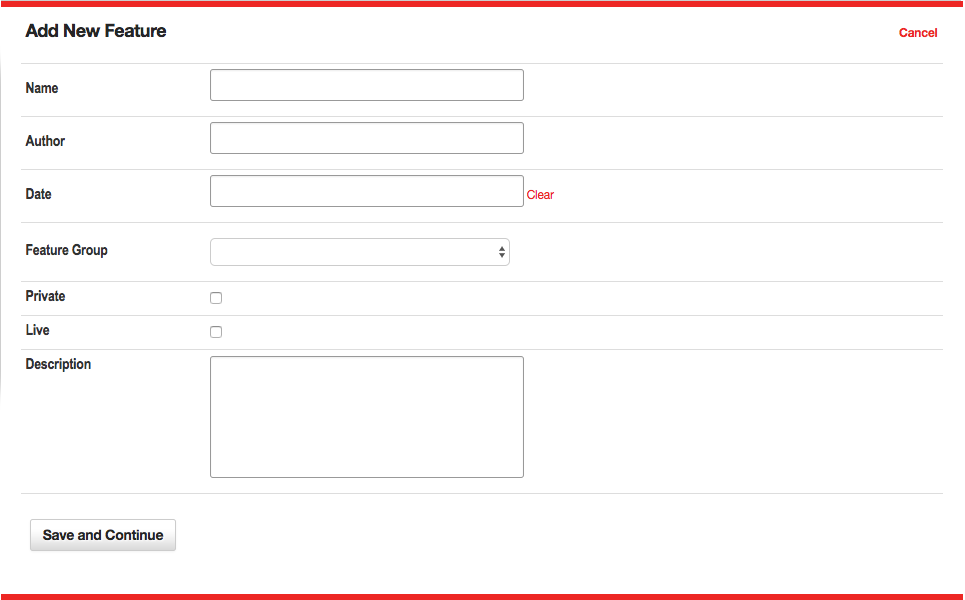 Add New Feature
Cancel
Name
Author
Date
Clear
Feature Group
Private
Live
Description
Save and Continue